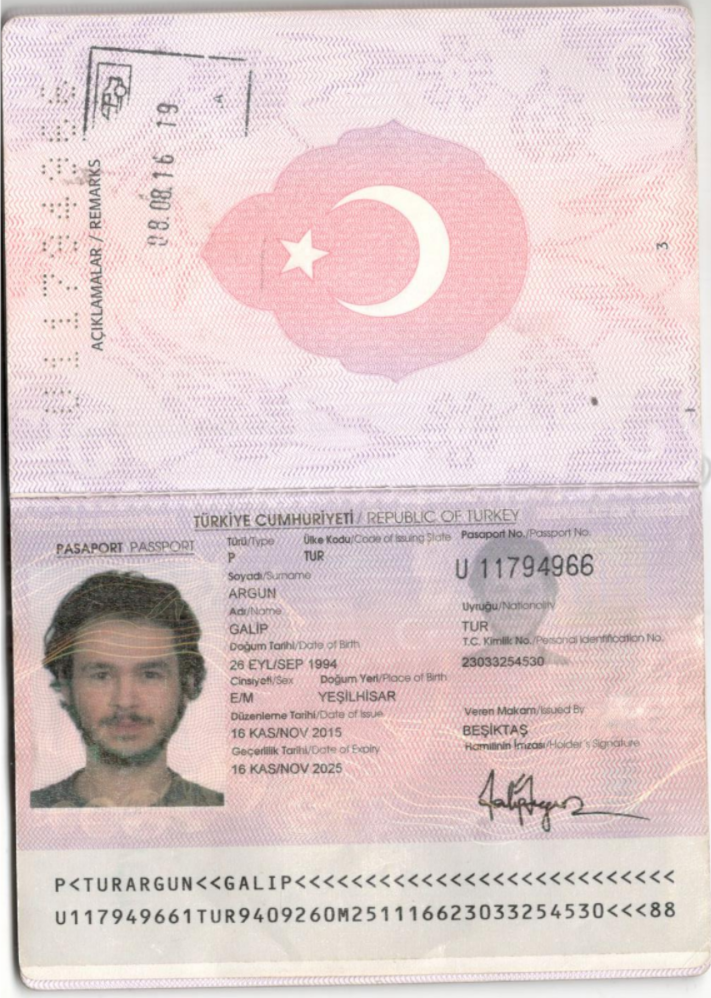 AÇIKLAMALAR / REMARKS
08.08.16 19
3
TÜRKİYE CUMHURİYETİ / REPUBLIC OF TURKEY
PASAPORT PASSPORT
Türü/Type
Ülke Kodu/Code of Issuing State
Pasaport No./Passport No.
P
TUR
U 11794966
Soyadı/Surname
ARGUN
Adı/Name
GALİP
Uyruğu/Nationality
TUR
Doğum Tarihi/Date of Birth
T.C. Kimlik No./Personal Identification No.
26 EYL/SEP 1994
23033254530
Cinsiyeti/Sex
Doğum Yeri/Place of Birth
E/M
YEŞİLHİSAR
Düzenleme Tarihi/Date of Issue
Veren Makam/Issued By
16 KAS/NOV 2015
BEŞİKTAŞ
Geçerlilik Tarihi/Date of Expiry
Hamilinin İmzası/Holder's Signature
16 KAS/NOV 2025
P<TURARGUN<<GALIP<<<<<<<<<<<<<<<<<<<<<<<<<<<
U117949661TUR9409260M251116623033254530<<<88